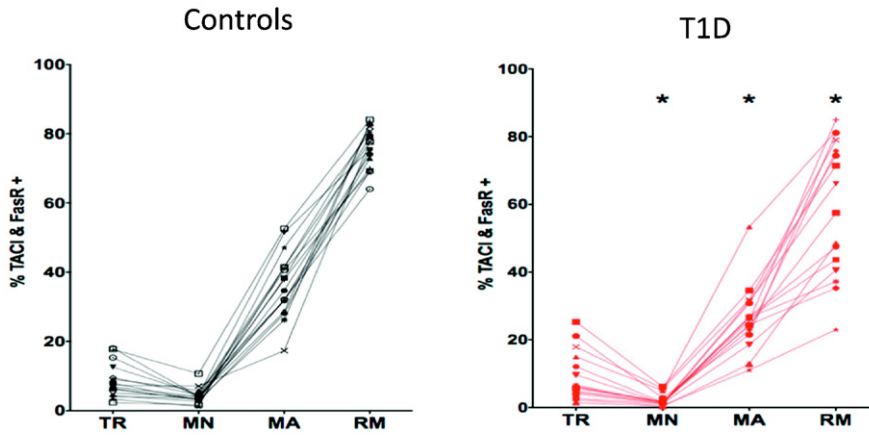 Controls
T1D
% TACI & FasR +
100
80
60
40
20
0
TR MN MA RM
% TACI & FasR +
100
80
60
40
20
0
* * *
TR MN MA RM